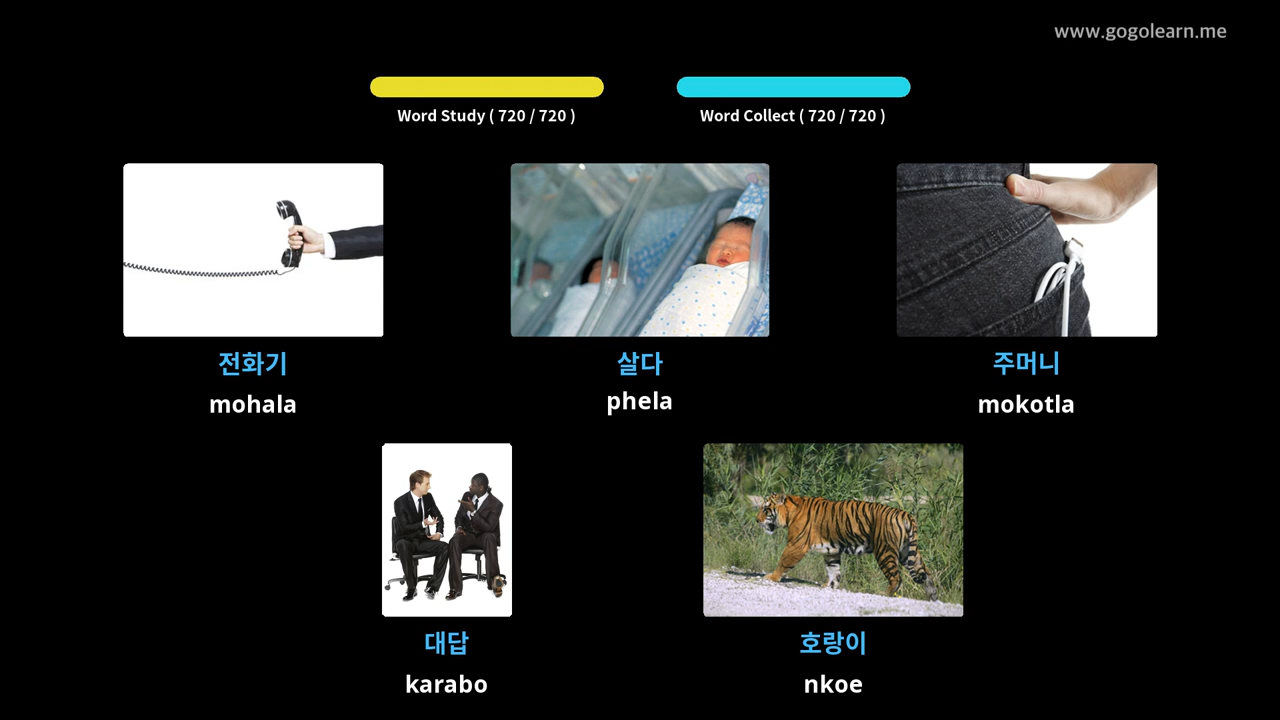 www.gogolearn.me
Word Study ( 720 / 720 )
Word Collect ( 720 / 720 )
전화기
mohala
살다
phela
주머니
mokotla
대답
karabo
호랑이
nkoe